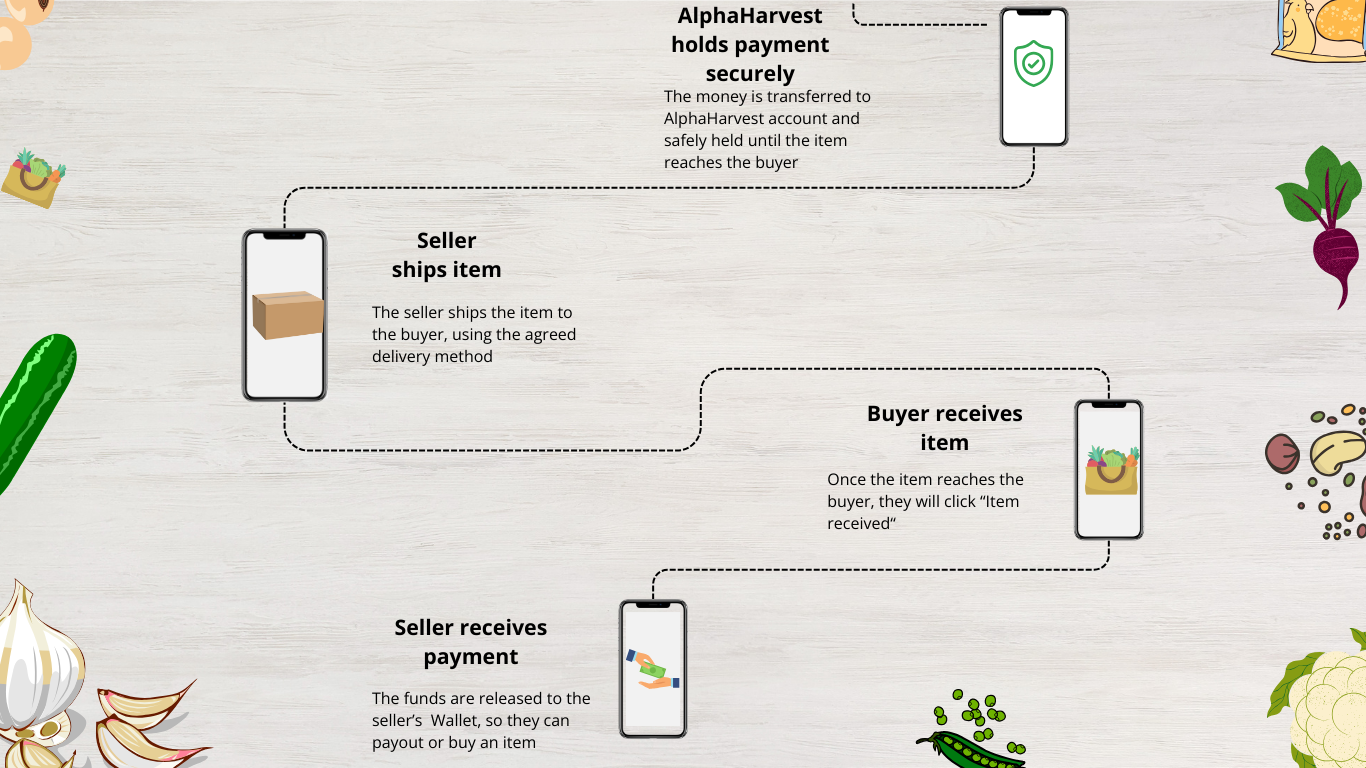 AlphaHarvest
holds payment
securely
The money is transferred to
AlphaHarvest account and
safely held until the item
reaches the buyer
Seller
ships item
The seller ships the item to
the buyer, using the agreed
delivery method
Buyer receives
item
Once the item reaches the
buyer, they will click “Item
received“
Seller receives
payment
The funds are released to the
seller’s  Wallet, so they can
payout or buy an item